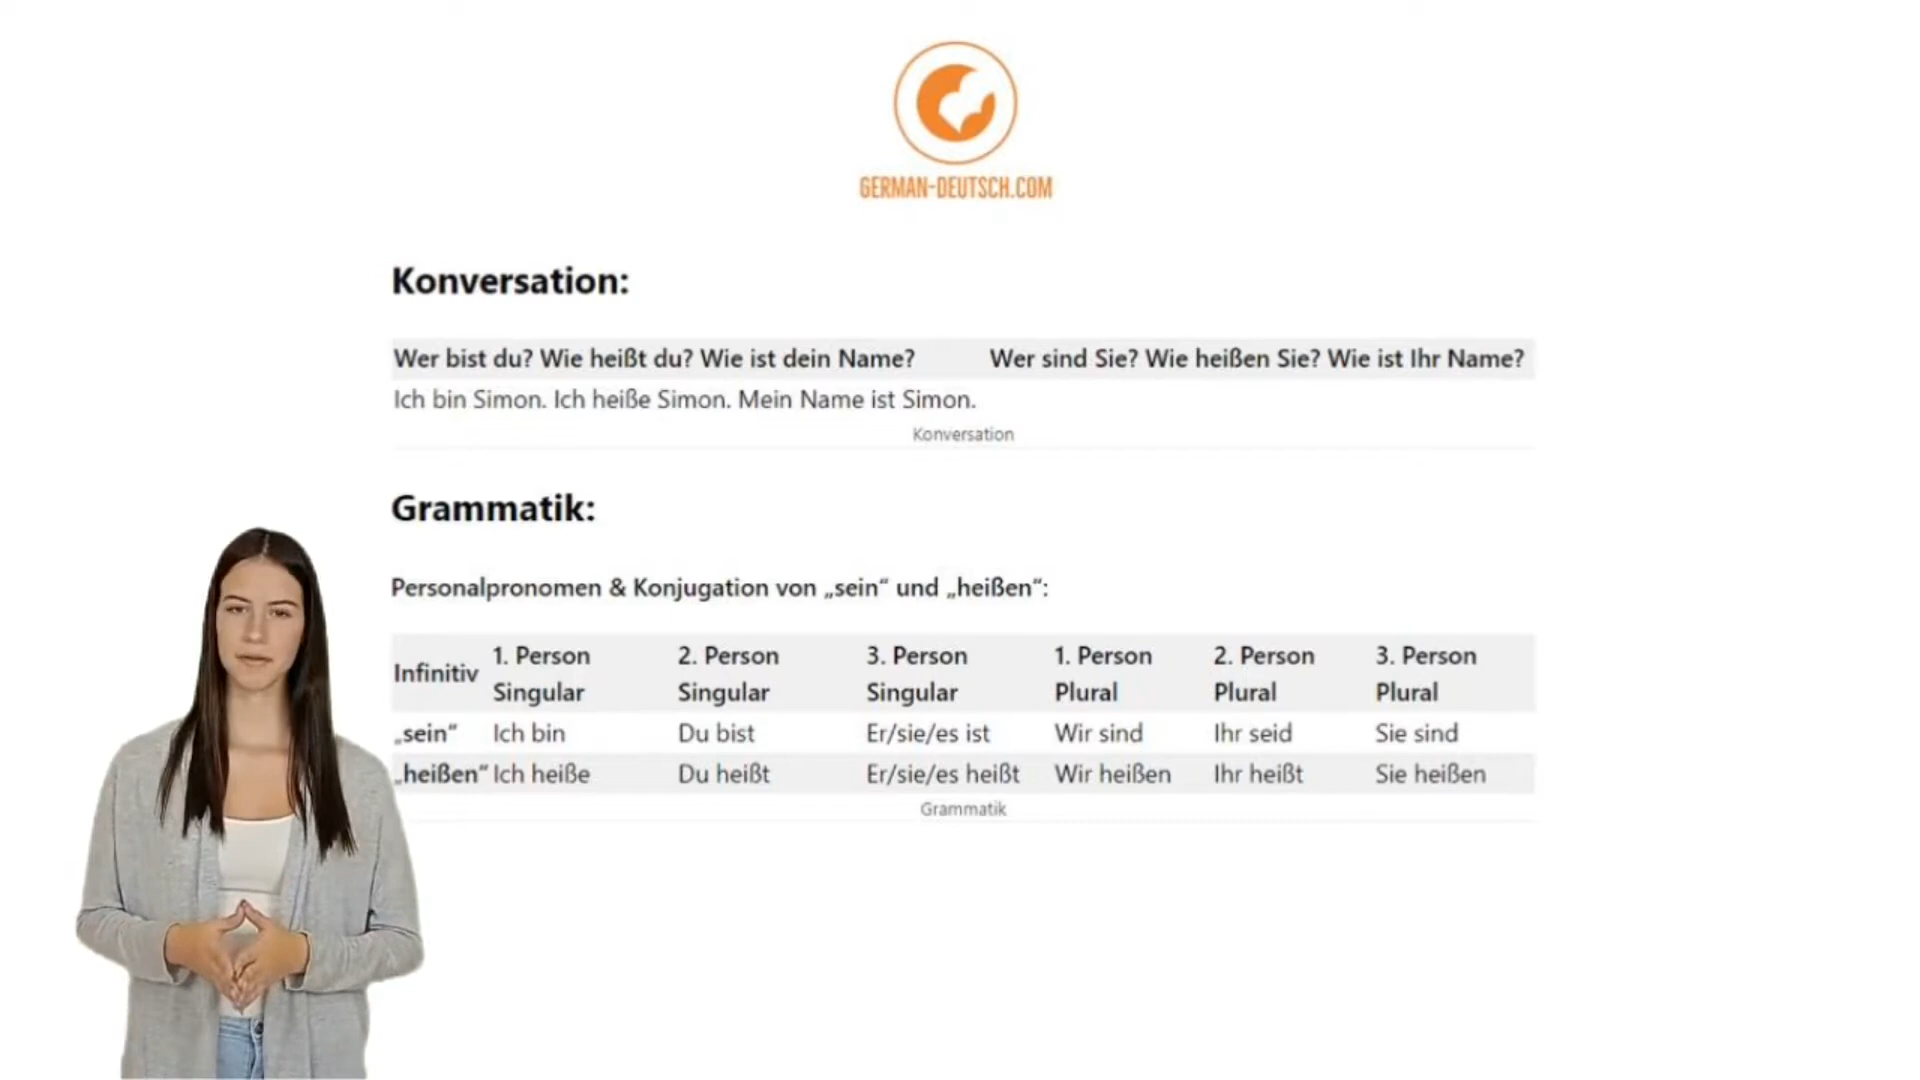 GERMAN-DEUTSCH.COM
Konversation:
Wer bist du? Wie heißt du? Wie ist dein Name? Wer sind Sie? Wie heißen Sie? Wie ist Ihr Name?
Ich bin Simon. Ich heiße Simon. Mein Name ist Simon.
Konversation
Grammatik:
Personalpronomen & Konjugation von „sein“ und „heißen“:
Infinitiv 1. Person Singular 2. Person Singular 3. Person Singular 1. Person Plural 2. Person Plural 3. Person Plural
„sein“ Ich bin Du bist Er/sie/es ist Wir sind Ihr seid Sie sind
„heißen“ Ich heiße Du heißt Er/sie/es heißt Wir heißen Ihr heißt Sie heißen
Grammatik